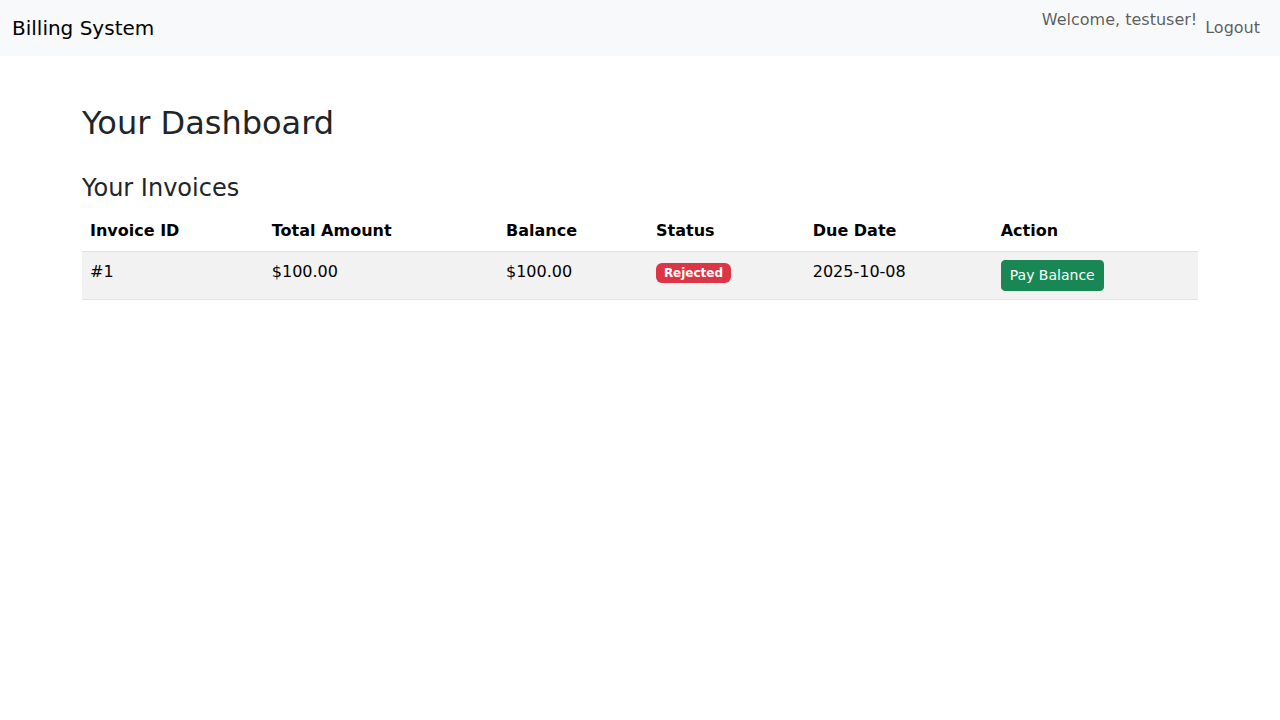 Billing System
Welcome, testuser!
Logout
Your Dashboard
Your Invoices
Invoice ID Total Amount Balance Status Due Date Action
#1 $100.00 $100.00 Rejected 2025-10-08 Pay Balance